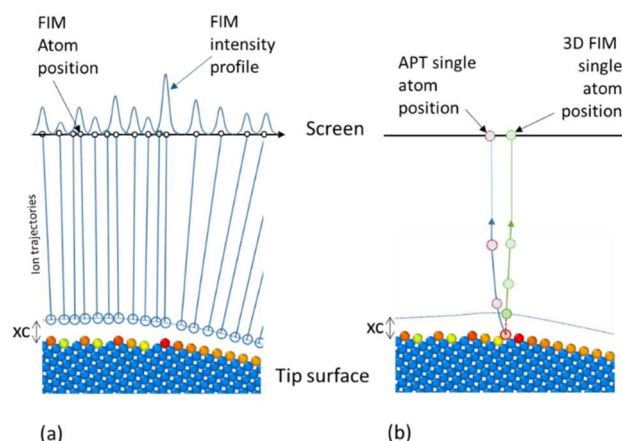 FIM
Atom
position
FIM
intensity
profile
APT single
atom
position
3D FIM
single
atom
position
Screen
Ion trajectories
XC
XC
Tip surface
(a)
(b)